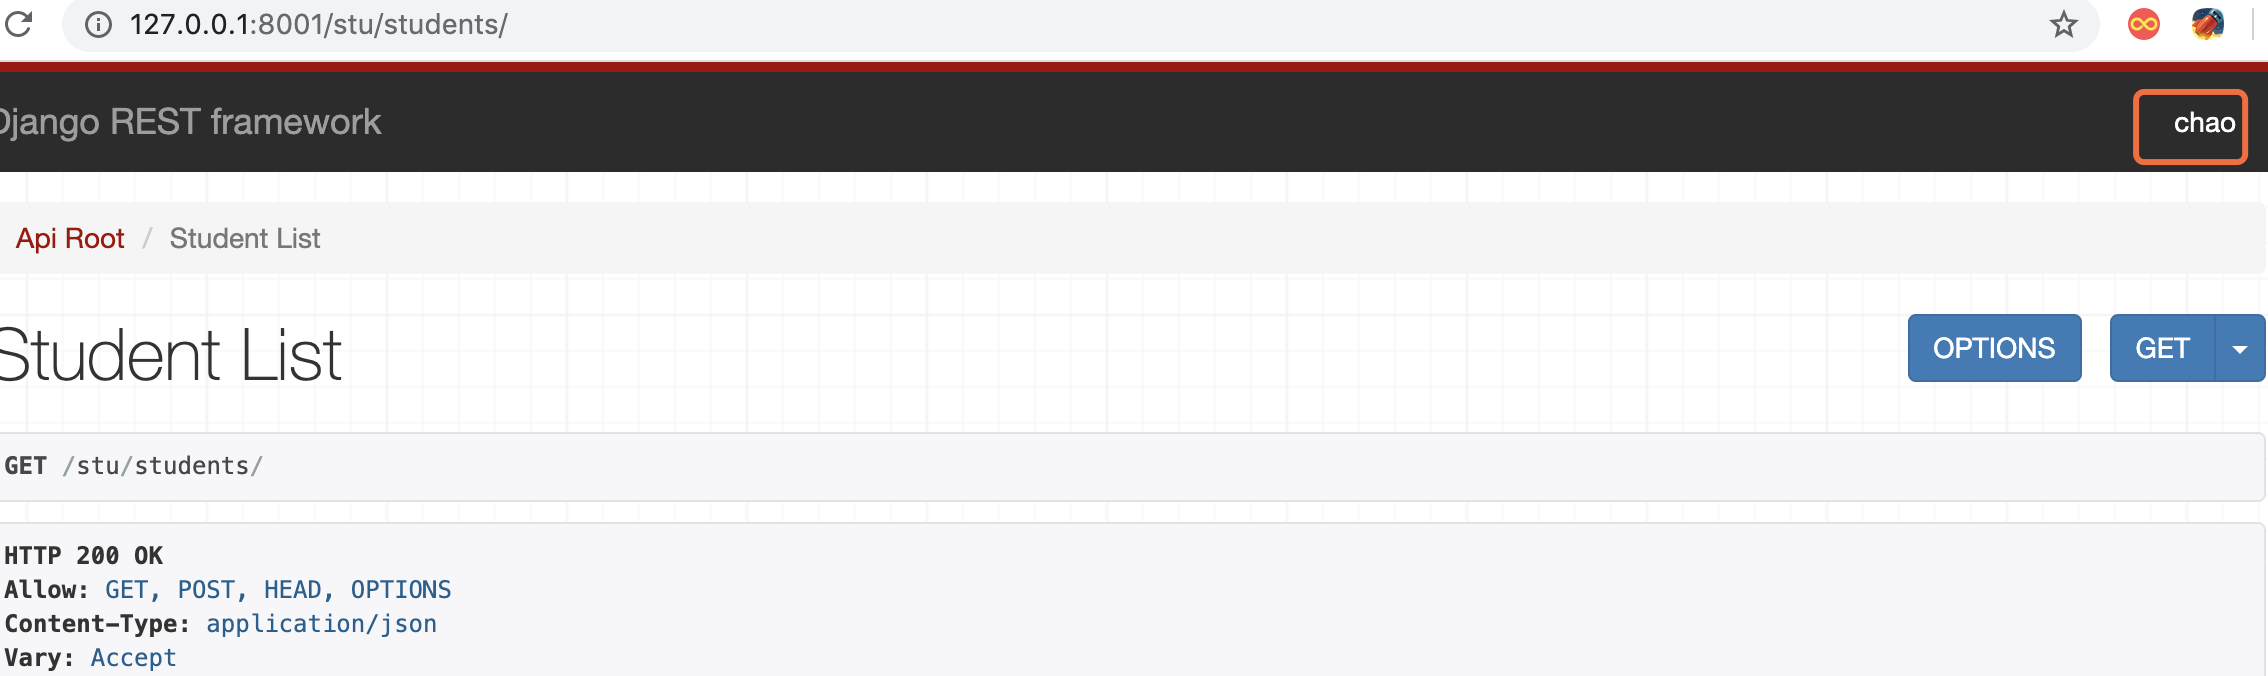 127.0.0.1:8001/stu/students/
Django REST framework
chao
Api Root / Student List
Student List
OPTIONS
GET
GET /stu/students/
HTTP 200 OK
Allow: GET, POST, HEAD, OPTIONS
Content-Type: application/json
Vary: Accept